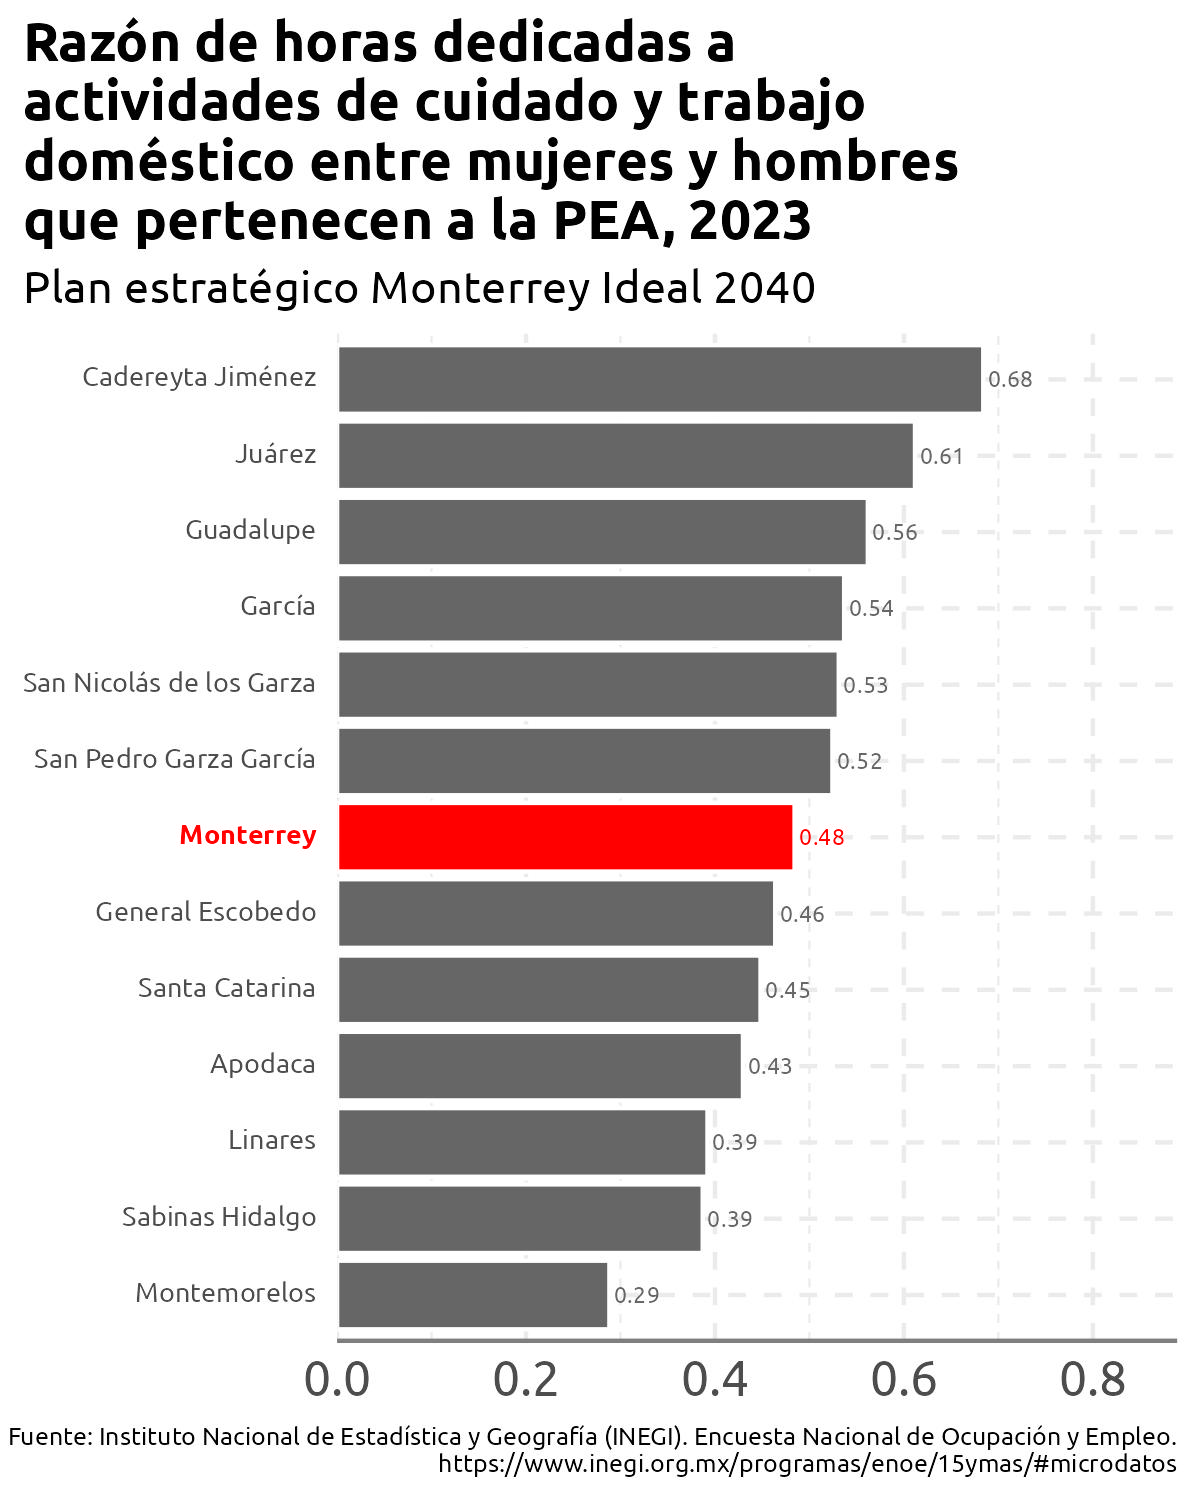 Razón de horas dedicadas a
actividades de cuidado y trabajo
doméstico entre mujeres y hombres
que pertenecen a la PEA, 2023
Plan estratégico Monterrey Ideal 2040
Cadereyta Jiménez 0.68
Juárez 0.61
Guadalupe 0.56
García 0.54
San Nicolás de los Garza 0.53
San Pedro Garza García 0.52
Monterrey 0.48
General Escobedo 0.46
Santa Catarina 0.45
Apodaca 0.43
Linares 0.39
Sabinas Hidalgo 0.39
Montemorelos 0.29
0.0 0.2 0.4 0.6 0.8
Fuente: Instituto Nacional de Estadística y Geografía (INEGI). Encuesta Nacional de Ocupación y Empleo.
https://www.inegi.org.mx/programas/enoe/15ymas/#microdatos